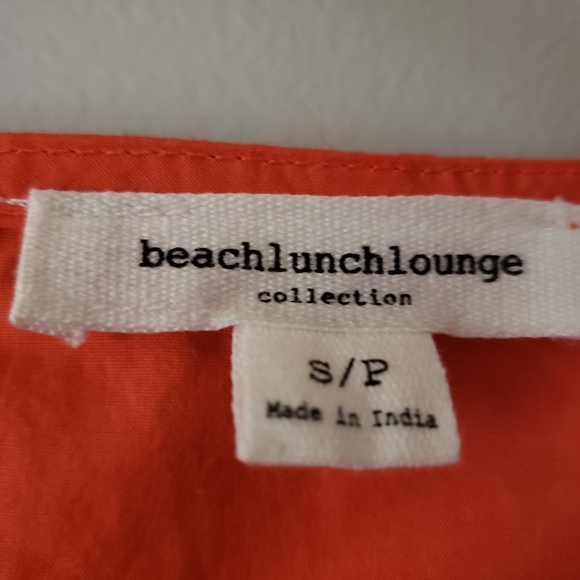 beachlunchlounge
collection
S/P
Made in India